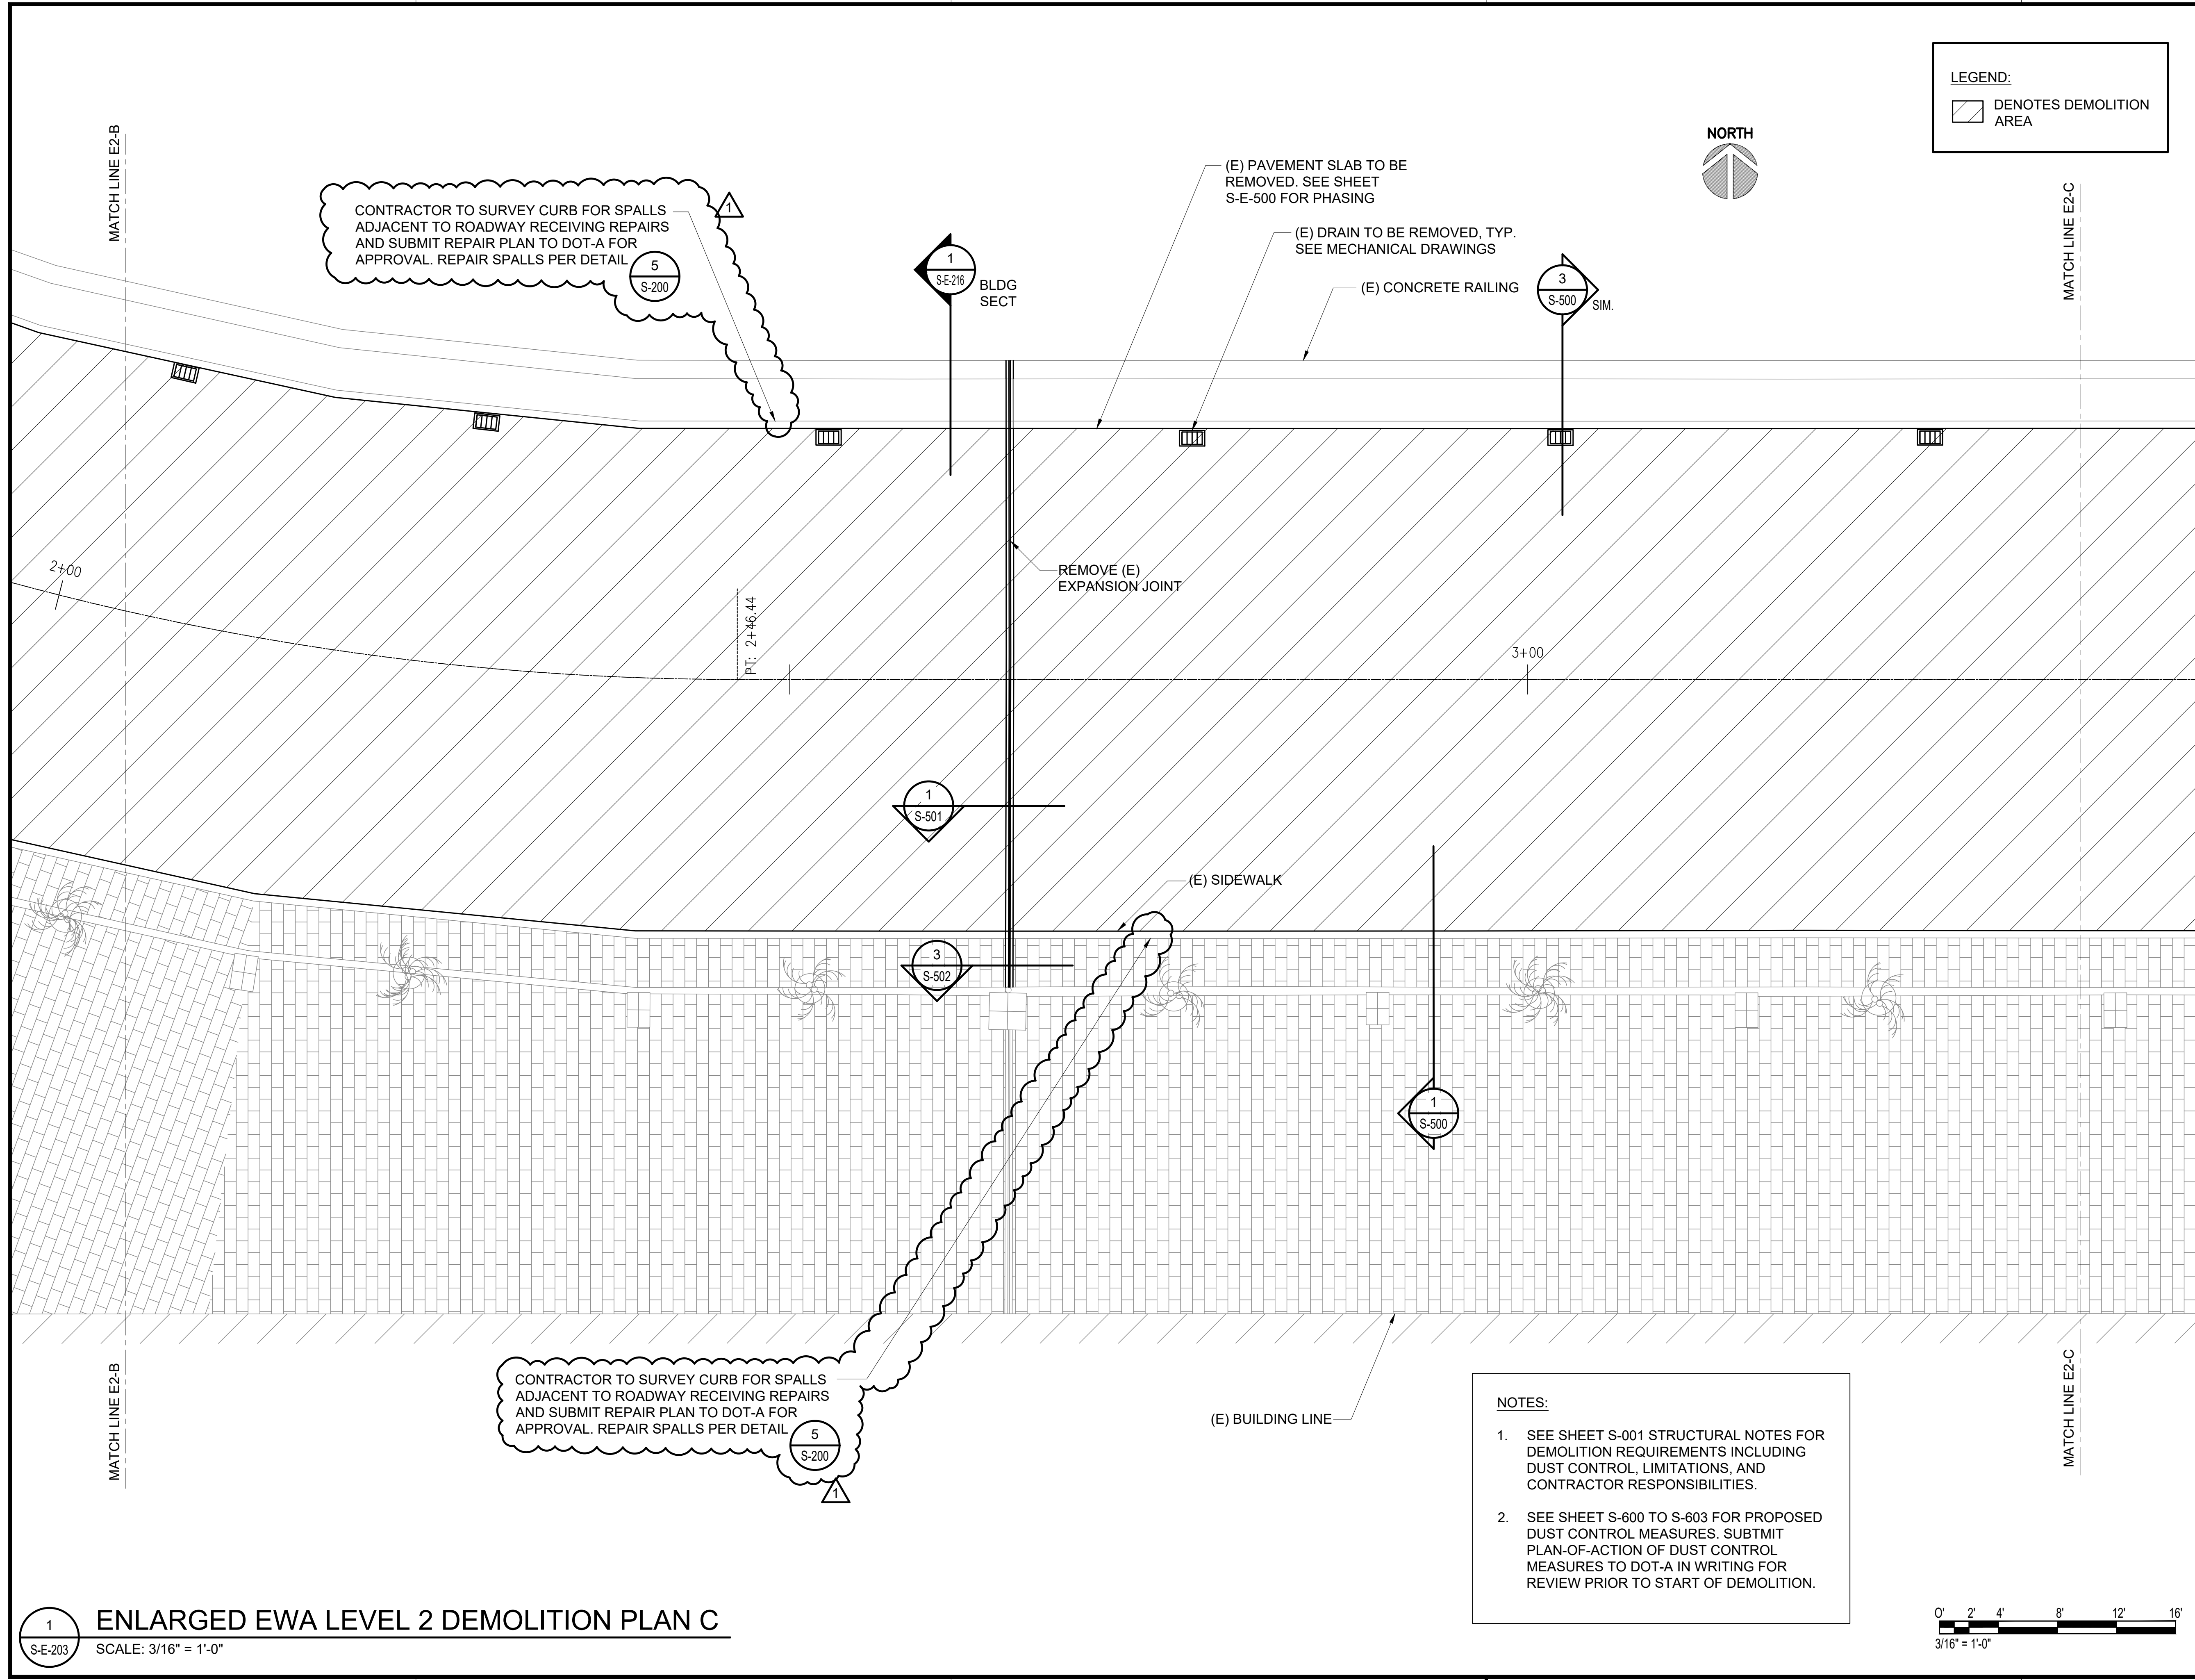 LEGEND:
DENOTES DEMOLITION
AREA
NORTH
MATCH LINE E2-B
MATCH LINE E2-C
CONTRACTOR TO SURVEY CURB FOR SPALLS
ADJACENT TO ROADWAY RECEIVING REPAIRS
AND SUBMIT REPAIR PLAN TO DOT-A FOR
APPROVAL. REPAIR SPALLS PER DETAIL
5
S-200
1
1
S-E-216
BLDG
SECT
(E) PAVEMENT SLAB TO BE
REMOVED. SEE SHEET
S-E-500 FOR PHASING
(E) DRAIN TO BE REMOVED, TYP.
SEE MECHANICAL DRAWINGS
(E) CONCRETE RAILING
3
S-500
SIM.
2+00
REMOVE (E)
EXPANSION JOINT
PT: 2+46.44
3+00
1
S-501
(E) SIDEWALK
3
S-502
1
S-500
MATCH LINE E2-B
MATCH LINE E2-C
CONTRACTOR TO SURVEY CURB FOR SPALLS
ADJACENT TO ROADWAY RECEIVING REPAIRS
AND SUBMIT REPAIR PLAN TO DOT-A FOR
APPROVAL. REPAIR SPALLS PER DETAIL
5
S-200
1
(E) BUILDING LINE
NOTES:
1. SEE SHEET S-001 STRUCTURAL NOTES FOR
DEMOLITION REQUIREMENTS INCLUDING
DUST CONTROL, LIMITATIONS, AND
CONTRACTOR RESPONSIBILITIES.
2. SEE SHEET S-600 TO S-603 FOR PROPOSED
DUST CONTROL MEASURES. SUBTMIT
PLAN-OF-ACTION OF DUST CONTROL
MEASURES TO DOT-A IN WRITING FOR
REVIEW PRIOR TO START OF DEMOLITION.
1
S-E-203
ENLARGED EWA LEVEL 2 DEMOLITION PLAN C
SCALE: 3/16" = 1'-0"
0' 2' 4' 8' 12' 16'
3/16" = 1'-0"